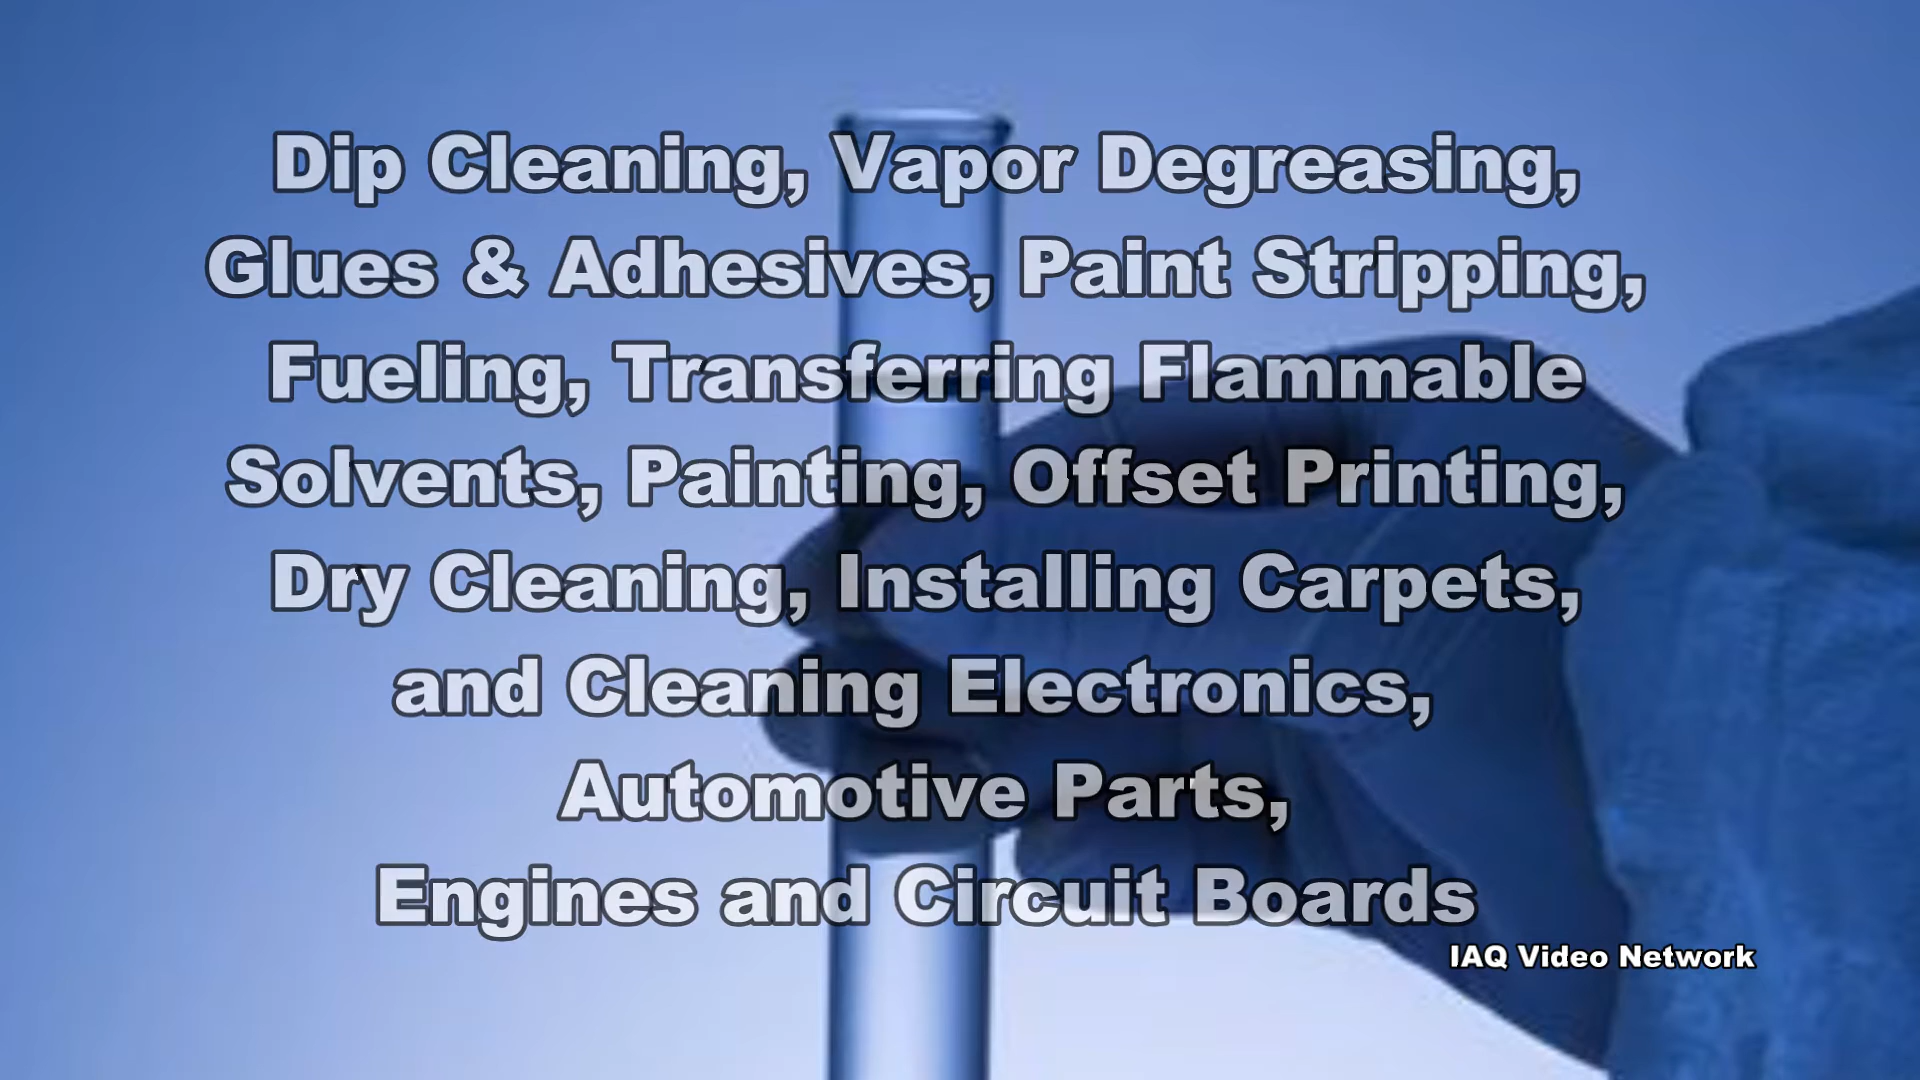 Dip Cleaning, Vapor Degreasing,
Glues & Adhesives, Paint Stripping,
Fueling, Transferring Flammable
Solvents, Painting, Offset Printing,
Dry Cleaning, Installing Carpets,
and Cleaning Electronics,
Automotive Parts,
Engines and Circuit Boards
IAQ Video Network